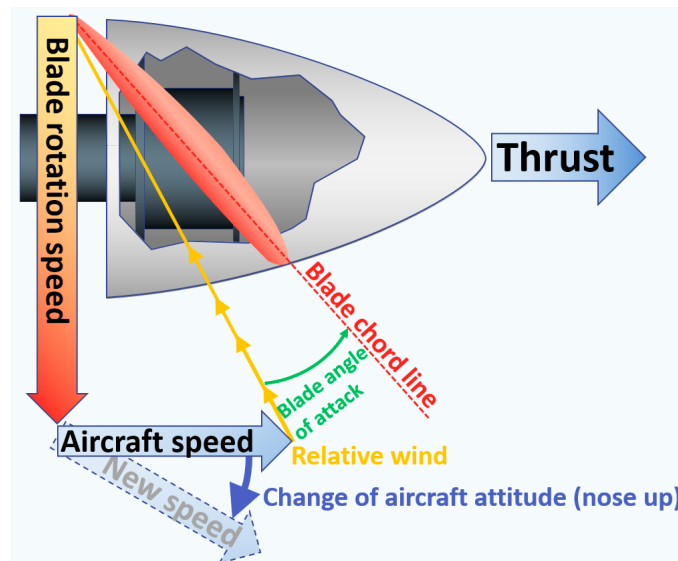 Blade rotation speed
Thrust
Blade chord line
Blade angle
of attack
Aircraft speed
Relative wind
New speed
Change of aircraft attitude (nose up)